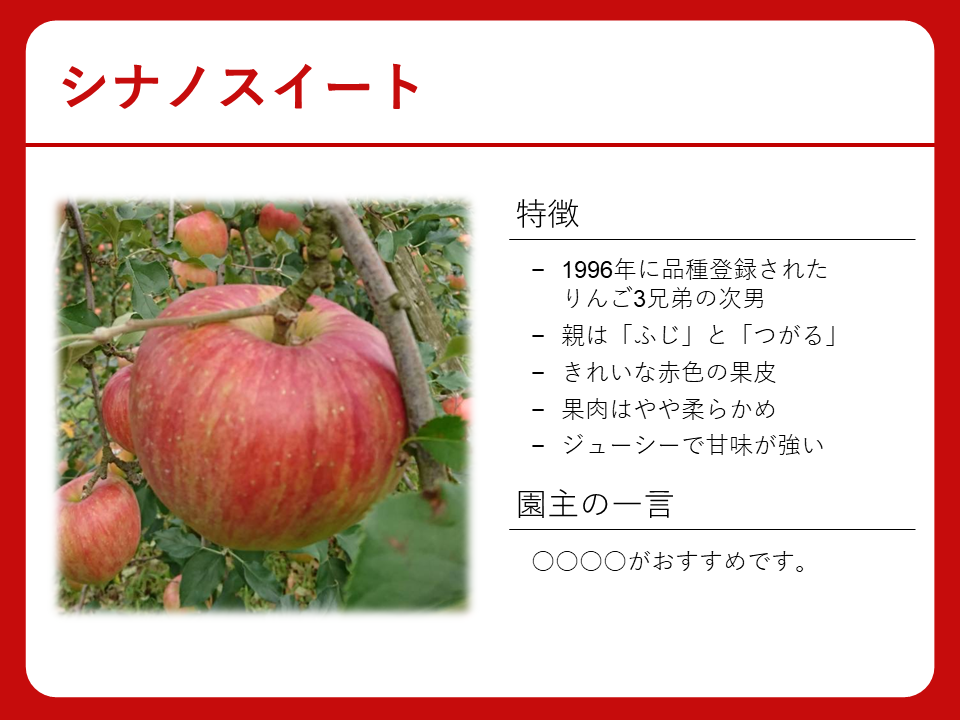 シナノスイート
特徴
− 1996年に品種登録された
りんご3兄弟の次男
− 親は「ふじ」と「つがる」
− きれいな赤色の果皮
− 果肉はやや柔らかめ
− ジューシーで甘味が強い
園主の一言
○○○○がおすすめです。